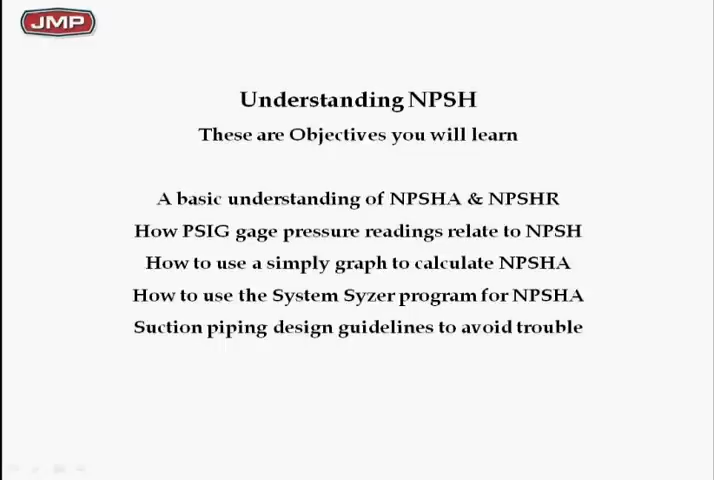 JMP
Understanding NPSH
These are Objectives you will learn
A basic understanding of NPSHA & NPSHR
How PSIG gage pressure readings relate to NPSH
How to use a simply graph to calculate NPSHA
How to use the System Syzer program for NPSHA
Suction piping design guidelines to avoid trouble